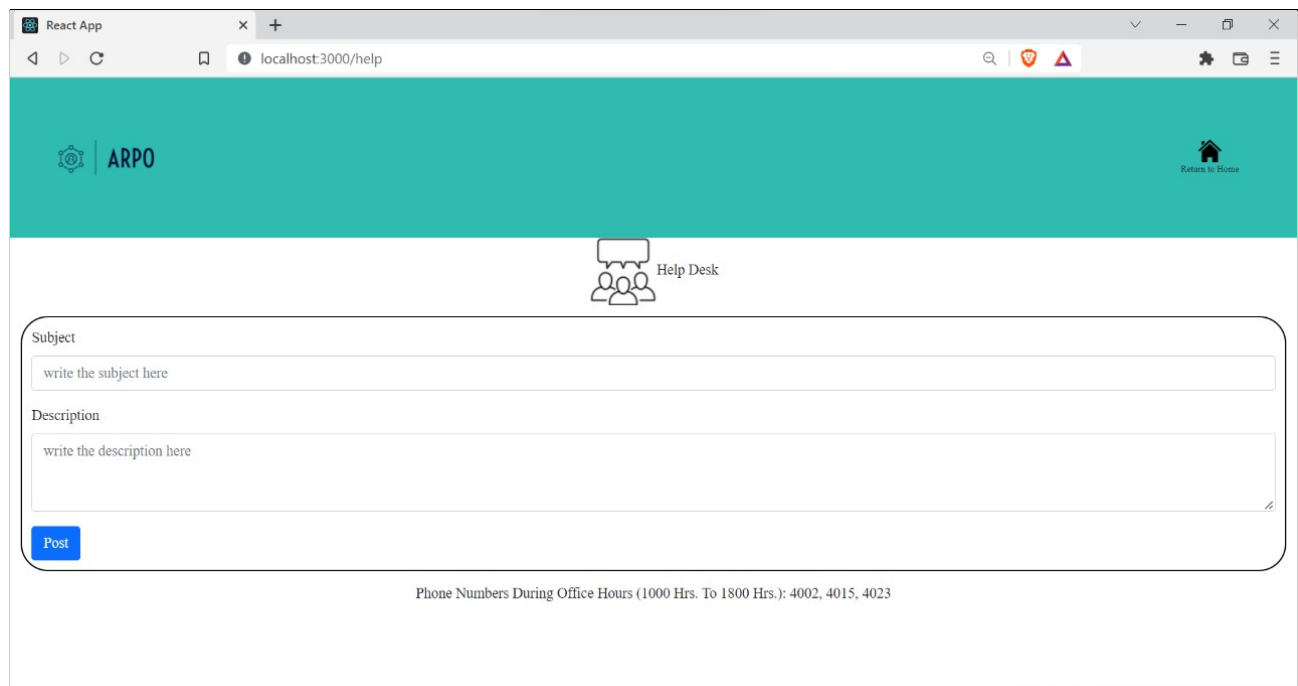 React App
localhost:3000/help
ARPO
Return to Home
Help Desk
Subject
write the subject here
Description
write the description here
Post
Phone Numbers During Office Hours (1000 Hrs. To 1800 Hrs.): 4002, 4015, 4023